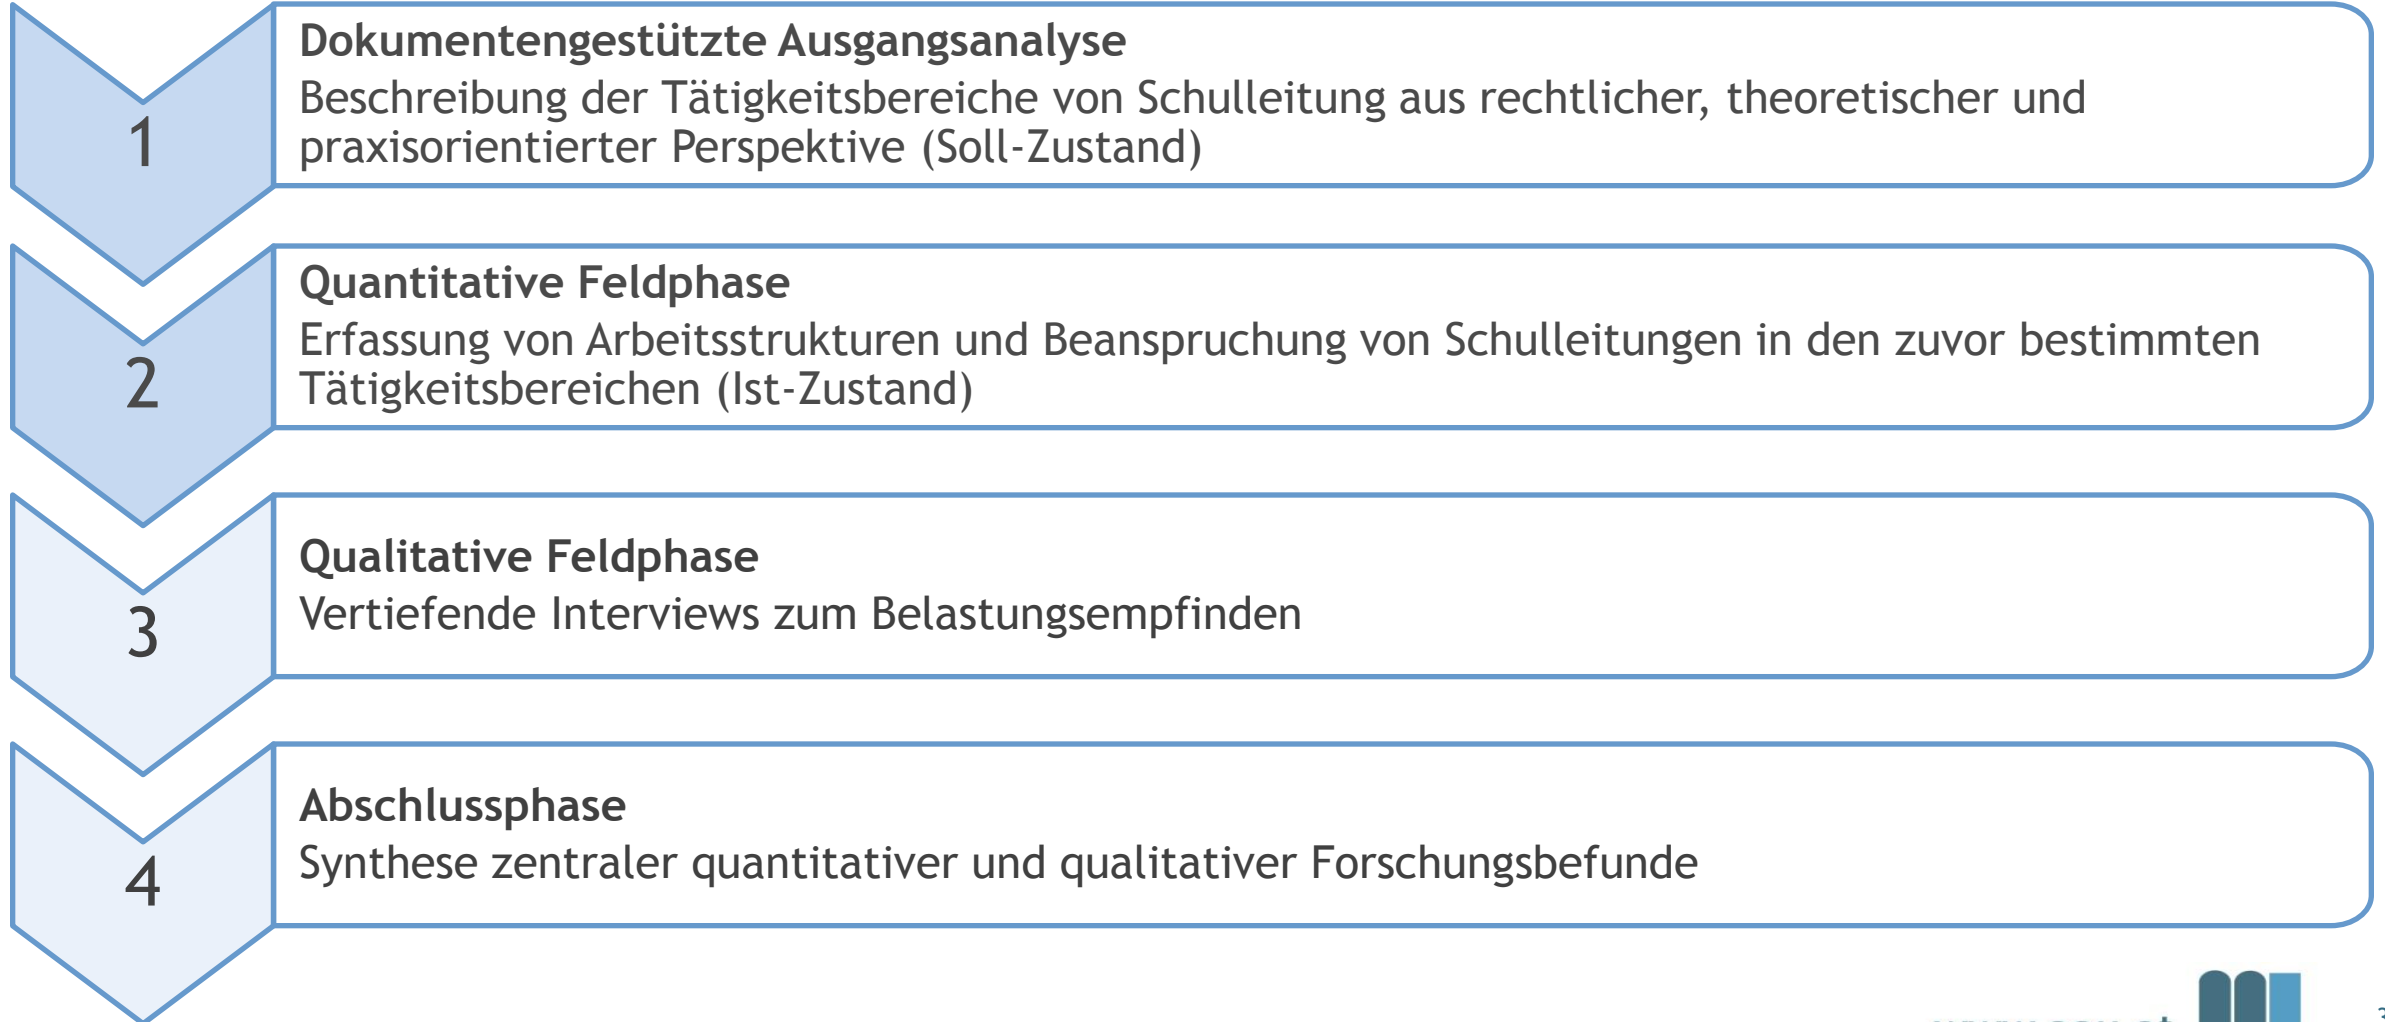 1
Dokumentengestützte Ausgangsanalyse
Beschreibung der Tätigkeitsbereiche von Schulleitung aus rechtlicher, theoretischer und
praxisorientierter Perspektive (Soll-Zustand)
2
Quantitative Feldphase
Erfassung von Arbeitsstrukturen und Beanspruchung von Schulleitungen in den zuvor bestimmten
Tätigkeitsbereichen (Ist-Zustand)
3
Qualitative Feldphase
Vertiefende Interviews zum Belastungsempfinden
4
Abschlussphase
Synthese zentraler quantitativer und qualitativer Forschungsbefunde